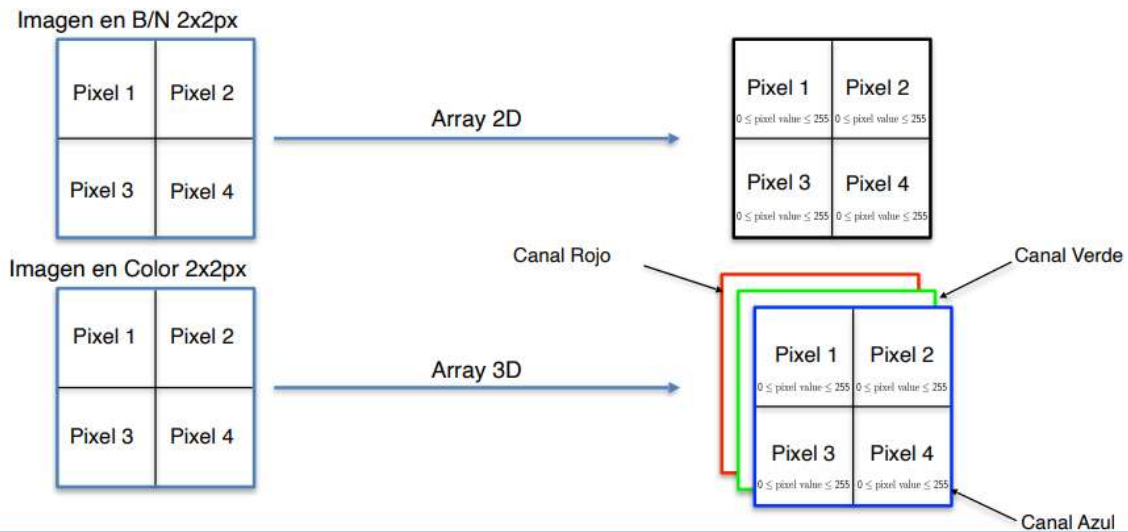 Imagen en B/N 2x2px
Pixel 1 Pixel 2
Pixel 3 Pixel 4
Array 2D
Pixel 1 Pixel 2
0 ≤ pixel value ≤ 255 0 ≤ pixel value ≤ 255
Pixel 3 Pixel 4
0 ≤ pixel value ≤ 255 0 ≤ pixel value ≤ 255
Imagen en Color 2x2px
Pixel 1 Pixel 2
Pixel 3 Pixel 4
Array 3D
Canal Rojo
Canal Verde
Pixel 1 Pixel 2
0 ≤ pixel value ≤ 255 0 ≤ pixel value ≤ 255
Pixel 3 Pixel 4
0 ≤ pixel value ≤ 255 0 ≤ pixel value ≤ 255
Canal Azul